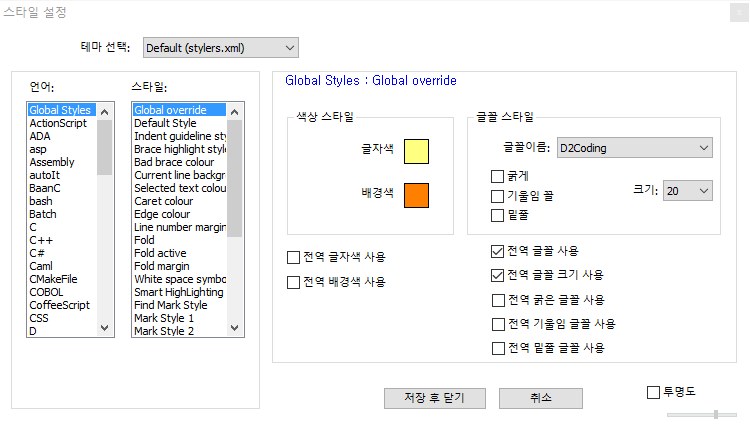 스타일 설정
x
테마 선택: Default (stylers.xml)
언어:
Global Styles
ActionScript
ADA
asp
Assembly
autoIt
BaanC
bash
Batch
C
C++
C#
Caml
CMakeFile
COBOL
CoffeeScript
CSS
D
스타일:
Global override
Default Style
Indent guideline sty
Brace highlight style
Bad brace colour
Current line backgr
Selected text colou
Caret colour
Edge colour
Line number margin
Fold
Fold active
Fold margin
White space symbo
Smart HighLighting
Find Mark Style
Mark Style 1
Mark Style 2
Global Styles : Global override
색상 스타일
글자색
배경색
전역 글자색 사용
전역 배경색 사용
글꼴 스타일
글꼴이름: D2Coding
굵게
기울임 꼴
밑줄
크기: 20
전역 글꼴 사용
전역 글꼴 크기 사용
전역 굵은 글꼴 사용
전역 기울임 글꼴 사용
전역 밑줄 글꼴 사용
저장 후 닫기
취소
투명도